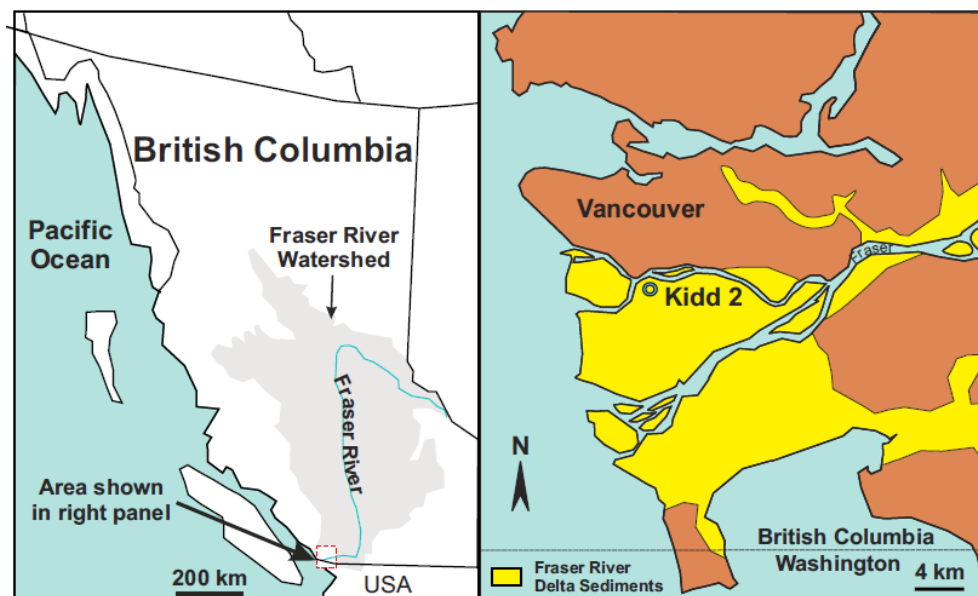 British Columbia
Pacific
Ocean
Fraser River
Watershed
Fraser River
Area shown
in right panel
200 km
USA
Vancouver
Fraser
Kidd 2
N
British Columbia
Washington
Fraser River
Delta Sediments
4 km